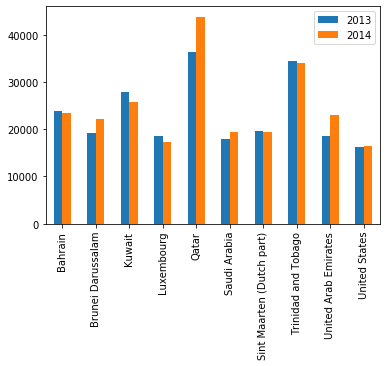 40000
30000
20000
10000
0
2013
2014
Bahrain
Brunei Darussalam
Kuwait
Luxembourg
Qatar
Saudi Arabia
Sint Maarten (Dutch part)
Trinidad and Tobago
United Arab Emirates
United States